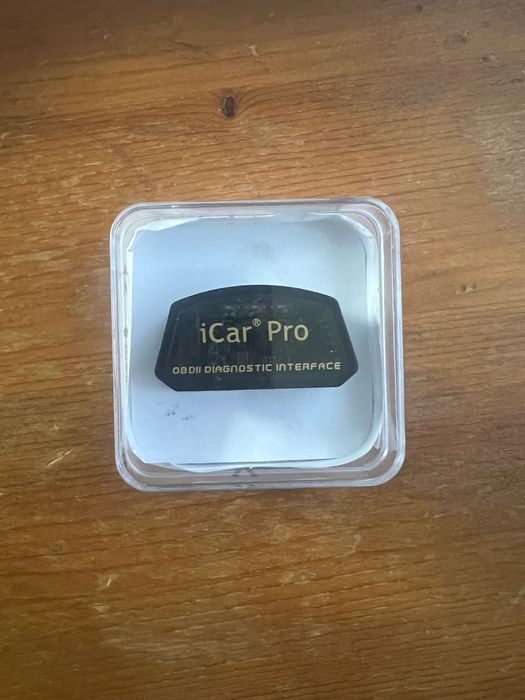 iCar® Pro
OBDII DIAGNOSTIC INTERFACE